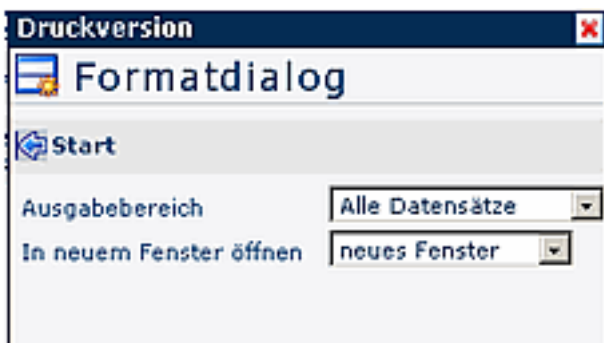 Druckversion
Formatdialog
Start
Ausgabebereich Alle Datensätze
In neuem Fenster öffnen neues Fenster